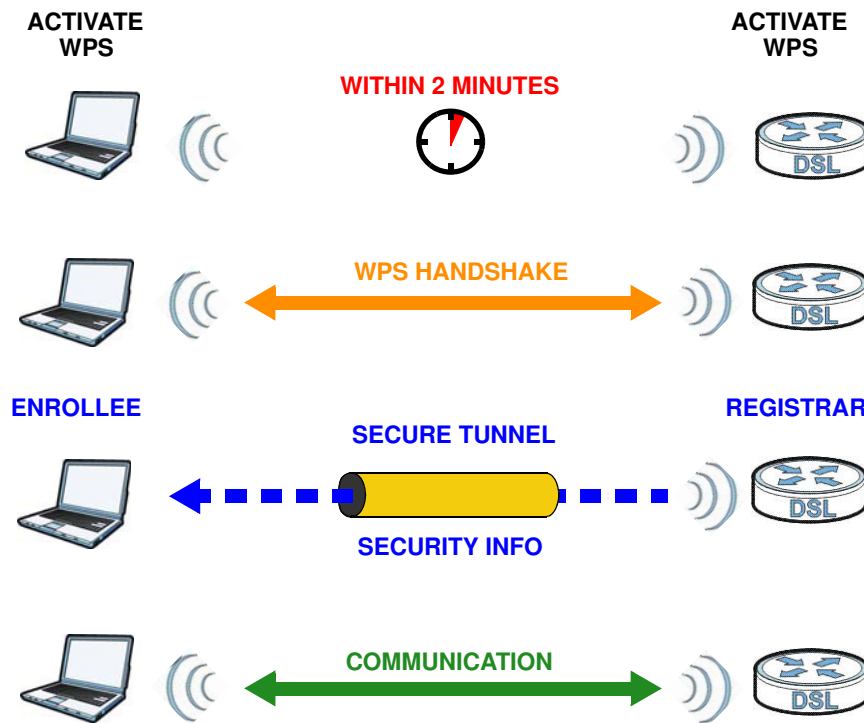 ACTIVATE
WPS
ACTIVATE
WPS
WITHIN 2 MINUTES
DSL
WPS HANDSHAKE
DSL
ENROLLEE
REGISTRAR
SECURE TUNNEL
DSL
SECURITY INFO
COMMUNICATION
DSL